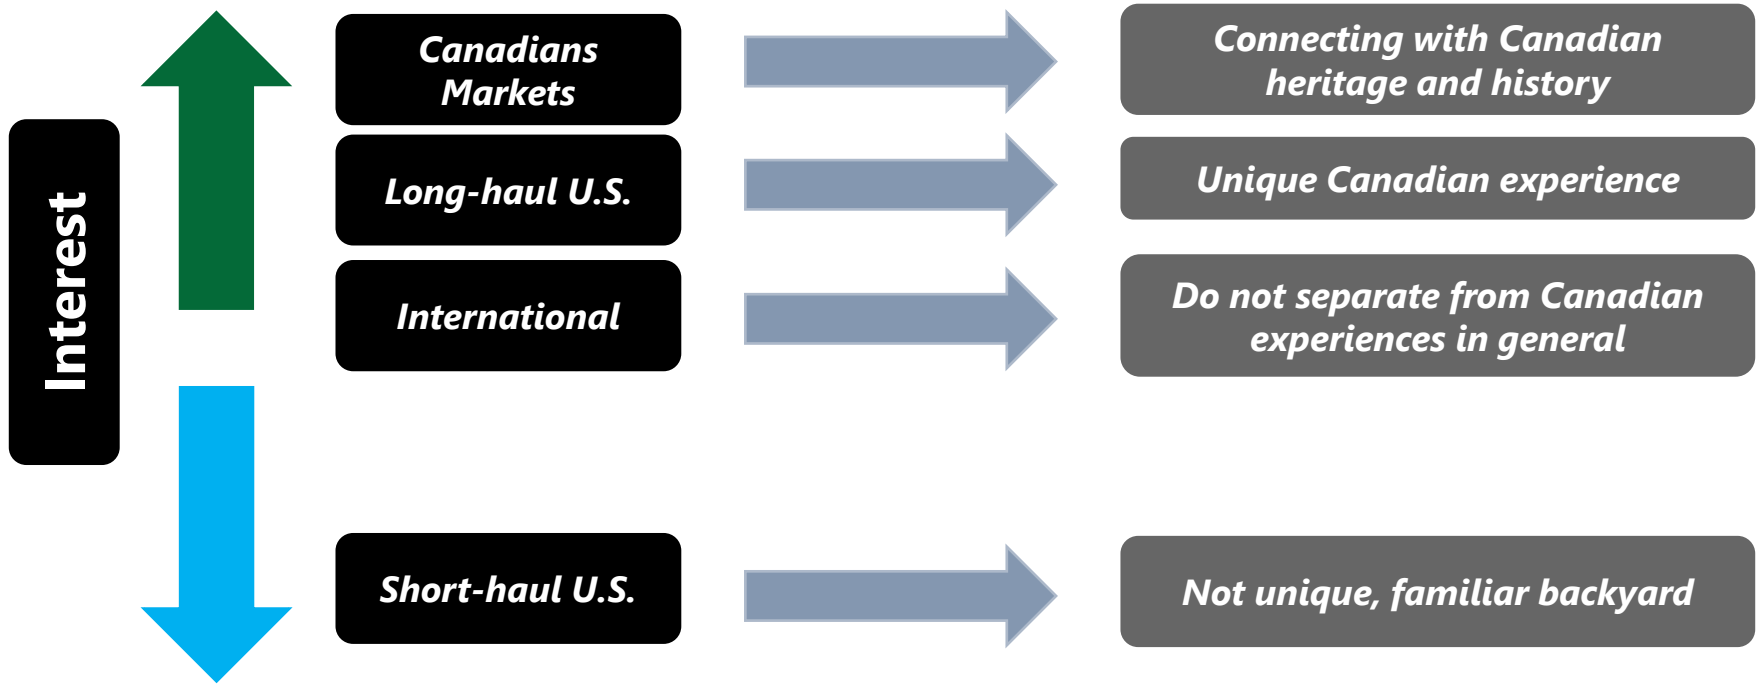 Interest
Canadians
Markets
Connecting with Canadian
heritage and history
Long-haul U.S.
Unique Canadian experience
International
Do not separate from Canadian
experiences in general
Short-haul U.S.
Not unique, familiar backyard